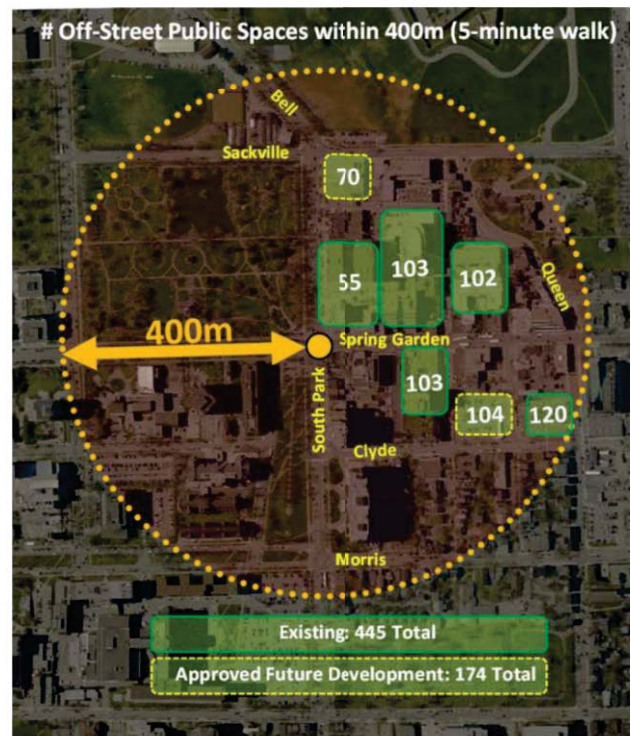 # Off-Street Public Spaces within 400m (5-minute walk)
Bell
Sackville
70
55
103
102
Queen
400m
Spring Garden
South Park
103
104
120
Clyde
Morris
Existing: 445 Total
Approved Future Development: 174 Total